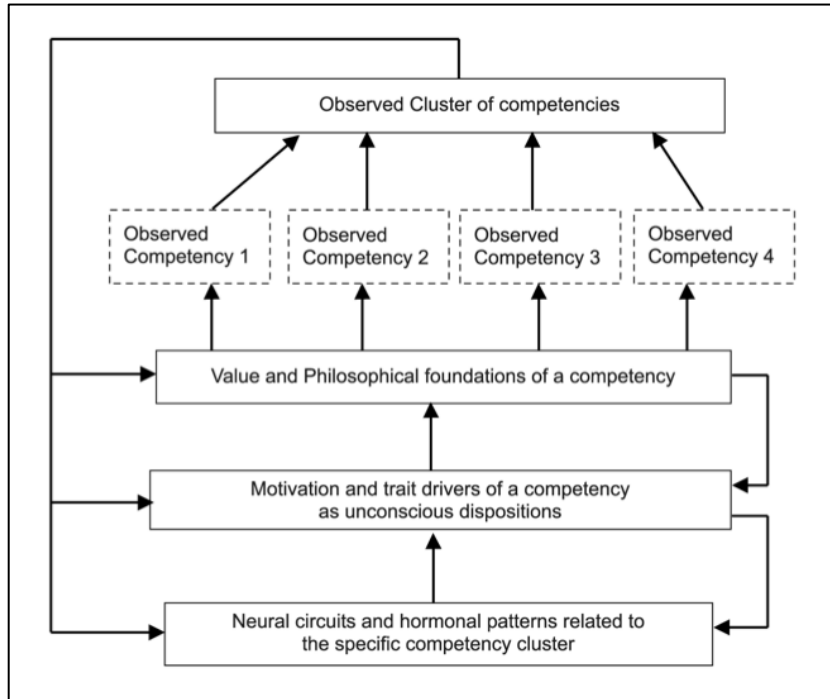 Observed Cluster of competencies
Observed
Competency 1
Observed
Competency 2
Observed
Competency 3
Observed
Competency 4
Value and Philosophical foundations of a competency
Motivation and trait drivers of a competency
as unconscious dispositions
Neural circuits and hormonal patterns related to
the specific competency cluster